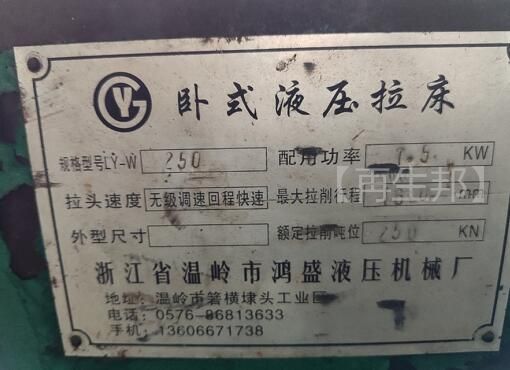 卧式液压拉床
规格型号LY-W 250 配用功率 7.5 KW
拉头速度 无级调速回程快速 最大拉削行程 mm
【再生邦】
外型尺寸 额定拉削吨位 250 KN
浙江省温岭市鸿盛液压机械厂
地址：温岭市箬横埭头工业区
电话：0576-86813633
手机：13606671738